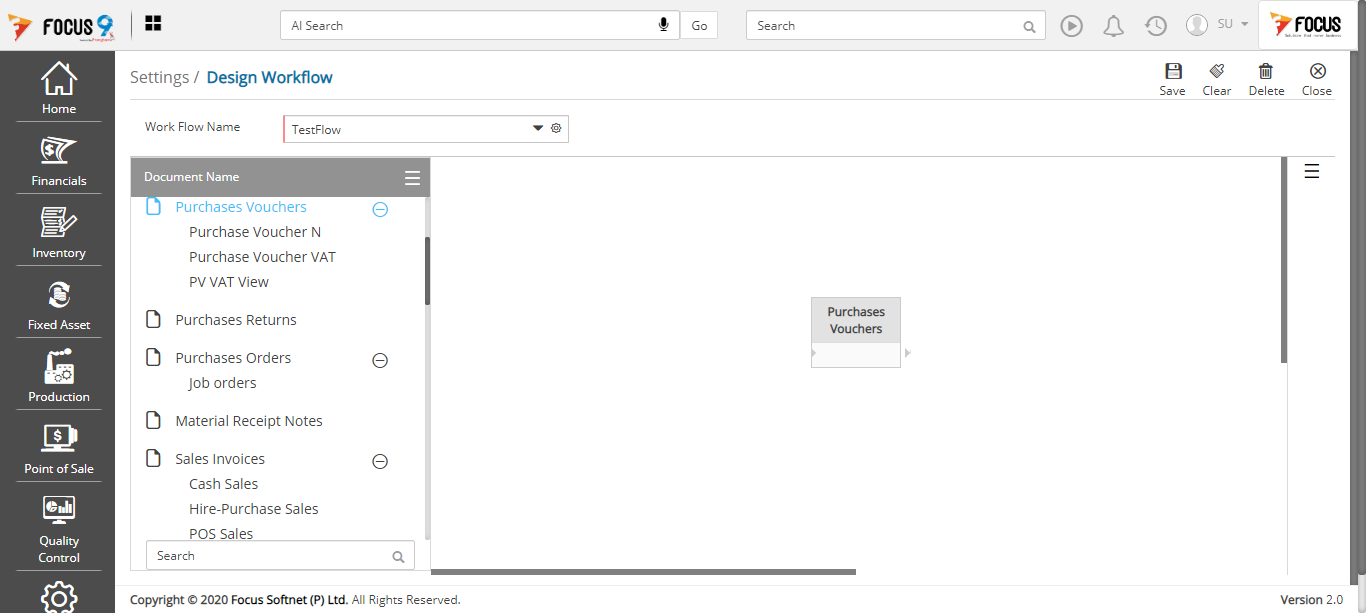 FOCUS 9
AI Search
Go
Search
SU
FOCUS
Home
Financials
Inventory
Fixed Asset
Production
Point of Sale
Quality
Control
Settings / Design Workflow
Save
Clear
Delete
Close
Work Flow Name
TestFlow
Document Name
Purchases Vouchers
Purchase Voucher N
Purchase Voucher VAT
PV VAT View
Purchases Returns
Purchases Orders
Job orders
Material Receipt Notes
Sales Invoices
Cash Sales
Hire-Purchase Sales
POS Sales
Search
Purchases
Vouchers
Copyright © 2020 Focus Softnet (P) Ltd. All Rights Reserved.
Version 2.0